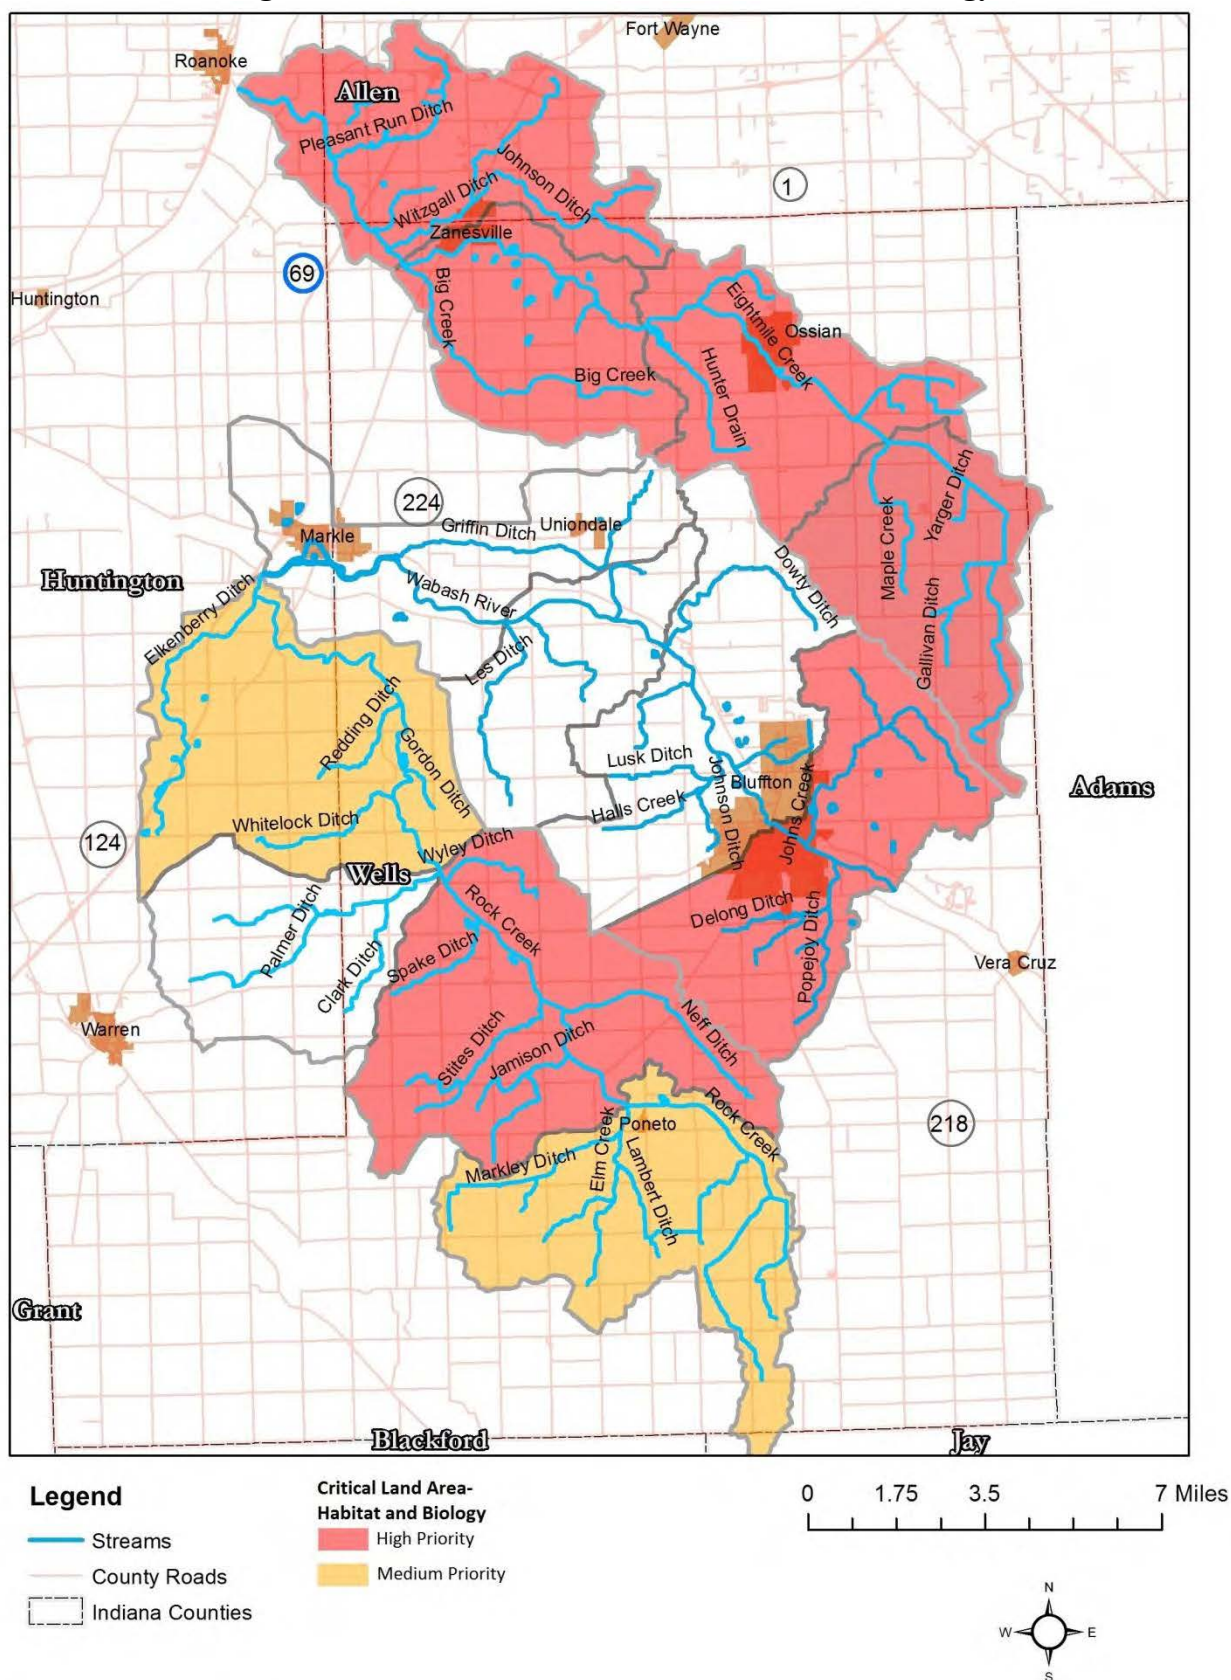 Fort Wayne
Roanoke
Allen
Pleasant Run Ditch
Johnson Ditch
1
Witzgall Ditch
Zanesville
69
Huntington
Big Creek
Eightmile Creek
Ossian
Big Creek
Hunter Drain
224
Griffin Ditch
Uniondale
Markle
Maple Creek
Yarger Ditch
Huntington
Wabash River
Dowty Ditch
Elkenberry Ditch
Les Ditch
Gallivan Ditch
Redding Ditch
Gordon Ditch
Lusk Ditch
Johnson Ditch
Bluffton
Adams
Halls Creek
Johns Creek
Whitelock Ditch
124
Wyley Ditch
Wells
Rock Creek
Delong Ditch
Palmer Ditch
Spake Ditch
Popejoy Ditch
Vera Cruz
Clark Ditch
Warren
Stites Ditch
Jamison Ditch
Neff Ditch
Rock Creek
Poneto
218
Elm Creek
Markley Ditch
Lambert Ditch
Grant
Blackford
Jay
Legend
Streams
County Roads
Indiana Counties
Critical Land Area-
Habitat and Biology
High Priority
Medium Priority
0 1.75 3.5 7 Miles
N
W E
S